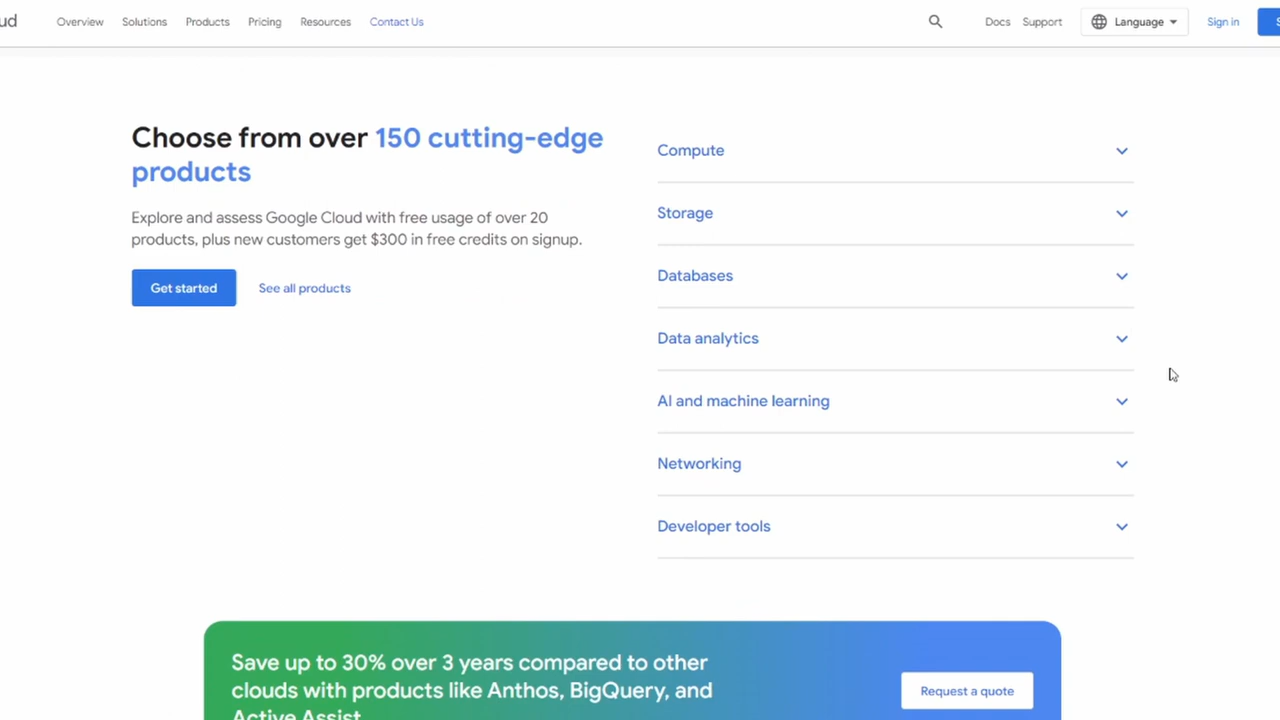 ud
Overview Solutions Products Pricing Resources Contact Us
Docs Support Language Sign in
Choose from over 150 cutting-edge
products
Explore and assess Google Cloud with free usage of over 20
products, plus new customers get $300 in free credits on signup.
Get started See all products
Compute
Storage
Databases
Data analytics
AI and machine learning
Networking
Developer tools
Save up to 30% over 3 years compared to other
clouds with products like Anthos, BigQuery, and
Active Assist
Request a quote